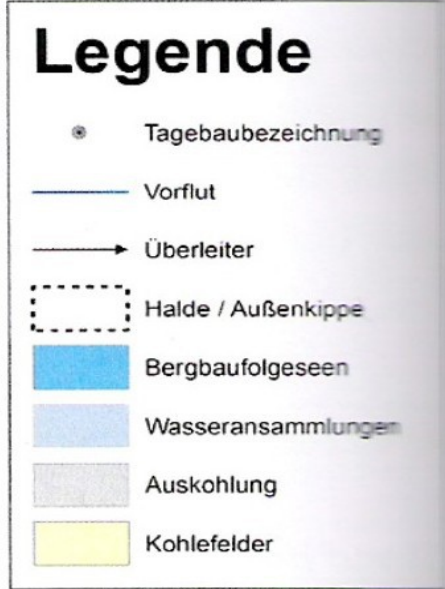 Legende
Tagebaubezeichnung
Vorflut
Überleiter
Halde / Außenkippe
Bergbaufolgeseen
Wasseransammlungen
Auskohlung
Kohlefelder